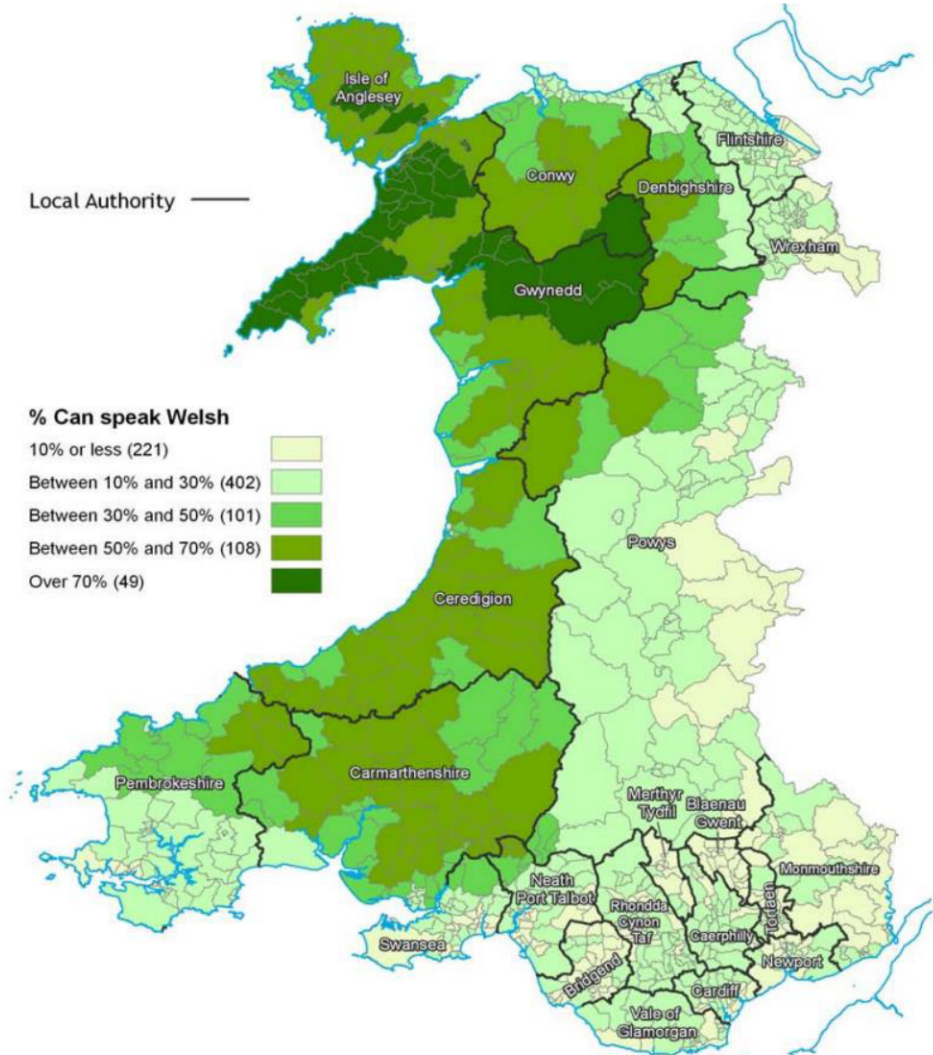 Isle of
Anglesey
Flintshire
Conwy
Denbighshire
Local Authority
Wrexham
Gwynedd
% Can speak Welsh
10% or less (221)
Between 10% and 30% (402)
Between 30% and 50% (101)
Between 50% and 70% (108)
Over 70% (49)
Powys
Ceredigion
Carmarthenshire
Pembrokeshire
Merthyr
Tydfil
Blaenau
Gwent
Monmouthshire
Neath
Port Talbot
Rhondda
Cynon
Taf
Torfaen
Caerphilly
Swansea
Bridgend
Newport
Cardiff
Vale of
Glamorgan